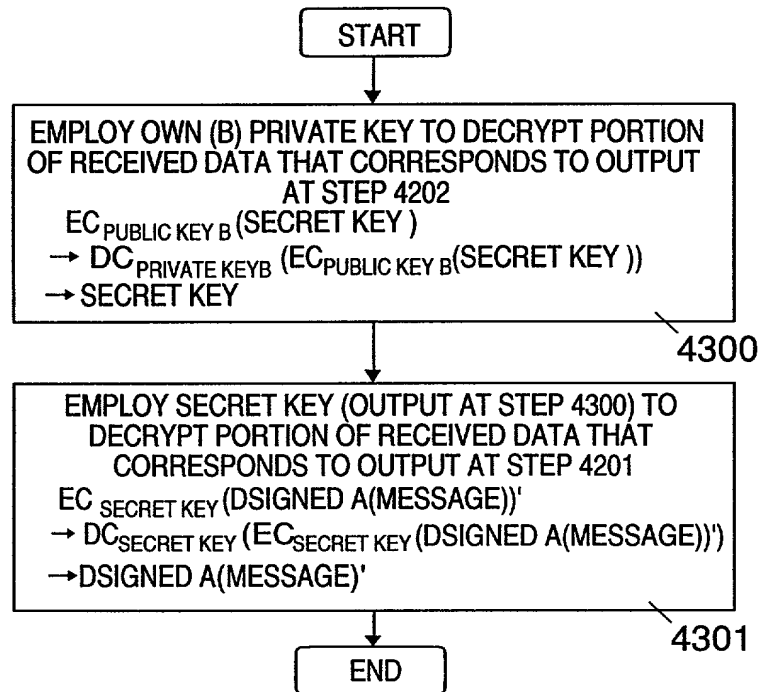 START
EMPLOY OWN (B) PRIVATE KEY TO DECRYPT PORTION
OF RECEIVED DATA THAT CORRESPONDS TO OUTPUT
AT STEP 4202
EC PUBLIC KEY B (SECRET KEY )
→ DC PRIVATE KEYB (EC PUBLIC KEY B(SECRET KEY ))
→ SECRET KEY
4300
EMPLOY SECRET KEY (OUTPUT AT STEP 4300) TO
DECRYPT PORTION OF RECEIVED DATA THAT
CORRESPONDS TO OUTPUT AT STEP 4201
EC SECRET KEY (DSIGNED A(MESSAGE))'
→ DC SECRET KEY (EC SECRET KEY (DSIGNED A(MESSAGE))')
→DSIGNED A(MESSAGE)'
4301
END